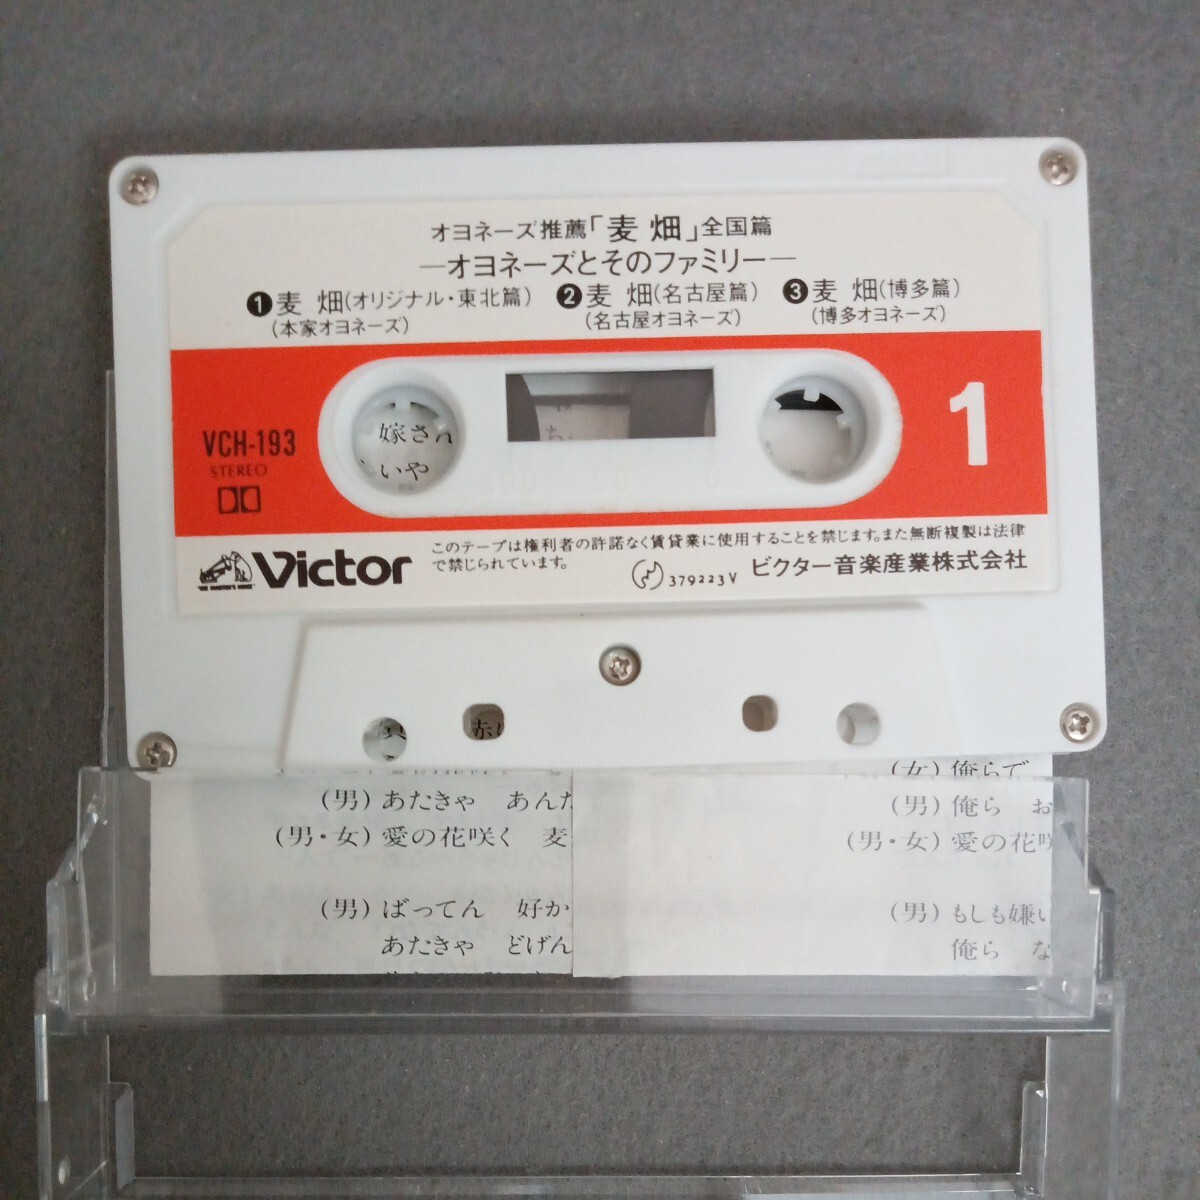 オヨネーズ推薦「麦畑」全国篇
―オヨネーズとそのファミリー―
❶麦畑(オリジナル・東北篇) ❷麦畑(名古屋篇) ❸麦畑(博多篇)
(本家オヨネーズ) (名古屋オヨネーズ) (博多オヨネーズ)
VCH-193
STEREO
1
嫁さん
いや
Victor
このテープは権利者の許諾なく賃貸業に使用することを禁じます。また無断複製は法律
で禁じられています。
379223V ビクター音楽産業株式会社
(男) あたきゃ あんた
(男・女) 愛の花咲く 麦
(男) ばってん 好か
あたきゃ どげん
(女) 俺らで
(男) 俺ら お
(男・女) 愛の花咲
(男) もしも嫌い
俺ら な